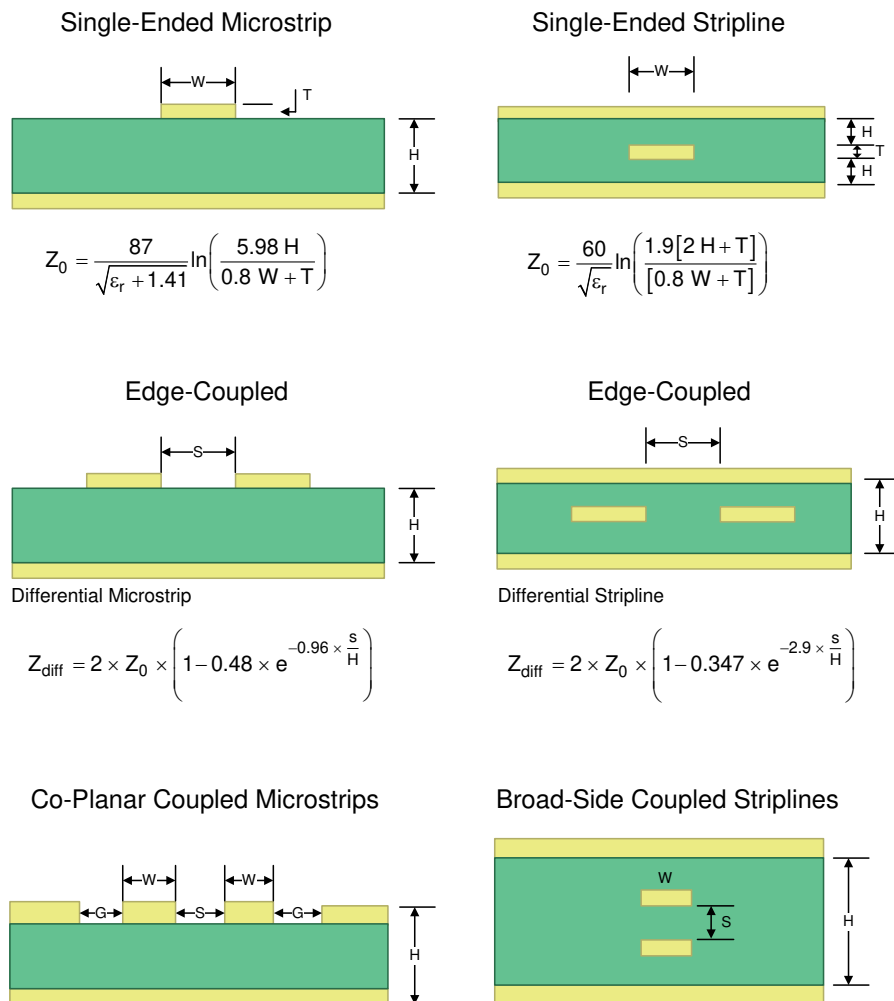 Single-Ended Microstrip
W
T
H
Z₀ = 87 / √(εᵣ + 1.41) ln(5.98 H / (0.8 W + T))
Single-Ended Stripline
W
H
T
H
Z₀ = 60 / √εᵣ ln(1.9[2 H + T] / [0.8 W + T])
Edge-Coupled
S
H
Differential Microstrip
Z_diff = 2 × Z₀ × (1 − 0.48 × e^(−0.96 × s/H))
Edge-Coupled
S
H
Differential Stripline
Z_diff = 2 × Z₀ × (1 − 0.347 × e^(−2.9 × s/H))
Co-Planar Coupled Microstrips
W W
G S G
H
Broad-Side Coupled Striplines
W
S
H